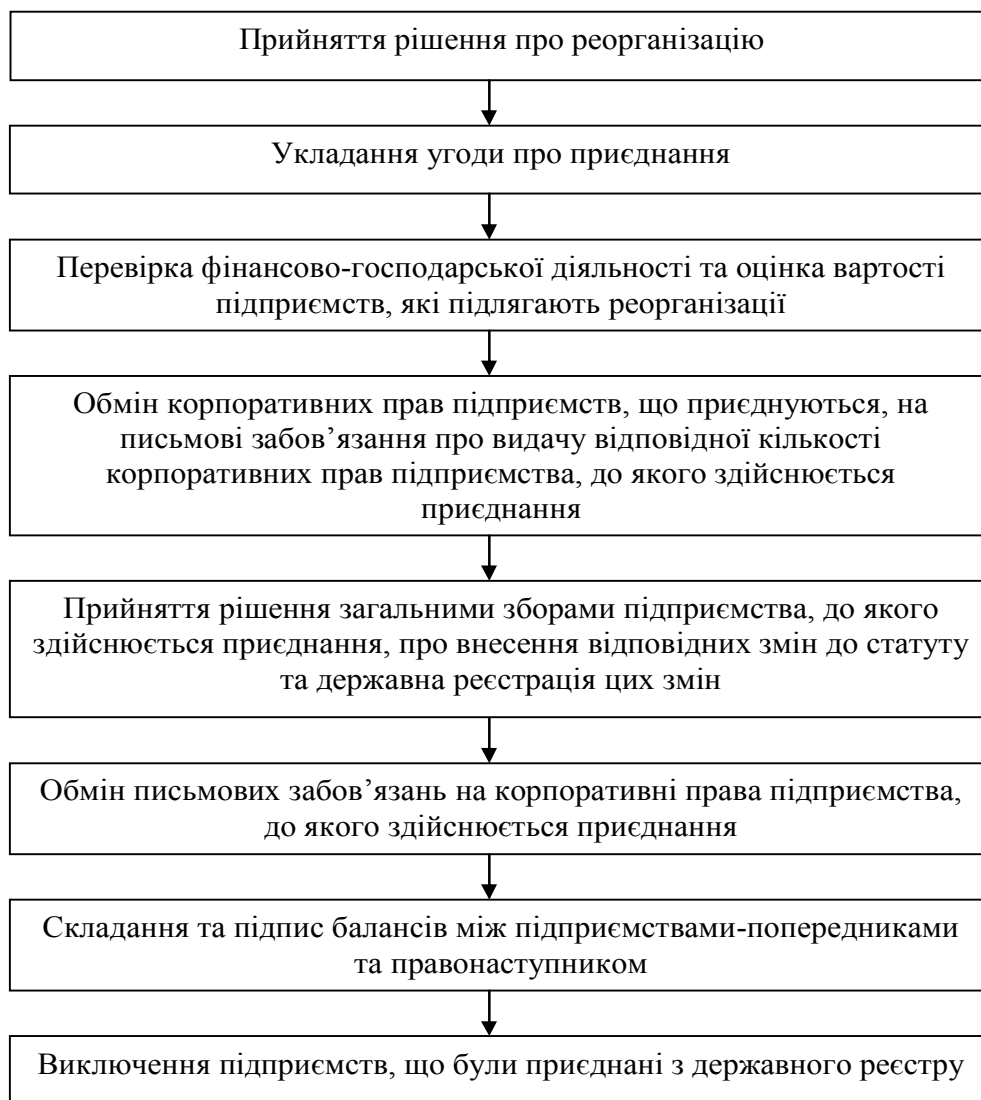 Прийняття рішення про реорганізацію
Укладання угоди про приєднання
Перевірка фінансово-господарської діяльності та оцінка вартості
підприємств, які підлягають реорганізації
Обмін корпоративних прав підприємств, що приєднуються, на
письмові забов’язання про видачу відповідної кількості
корпоративних прав підприємства, до якого здійснюється
приєднання
Прийняття рішення загальними зборами підприємства, до якого
здійснюється приєднання, про внесення відповідних змін до статуту
та державна реєстрація цих змін
Обмін письмових забов’язань на корпоративні права підприємства,
до якого здійснюється приєднання
Складання та підпис балансів між підприємствами-попередниками
та правонаступником
Виключення підприємств, що були приєднані з державного реєстру